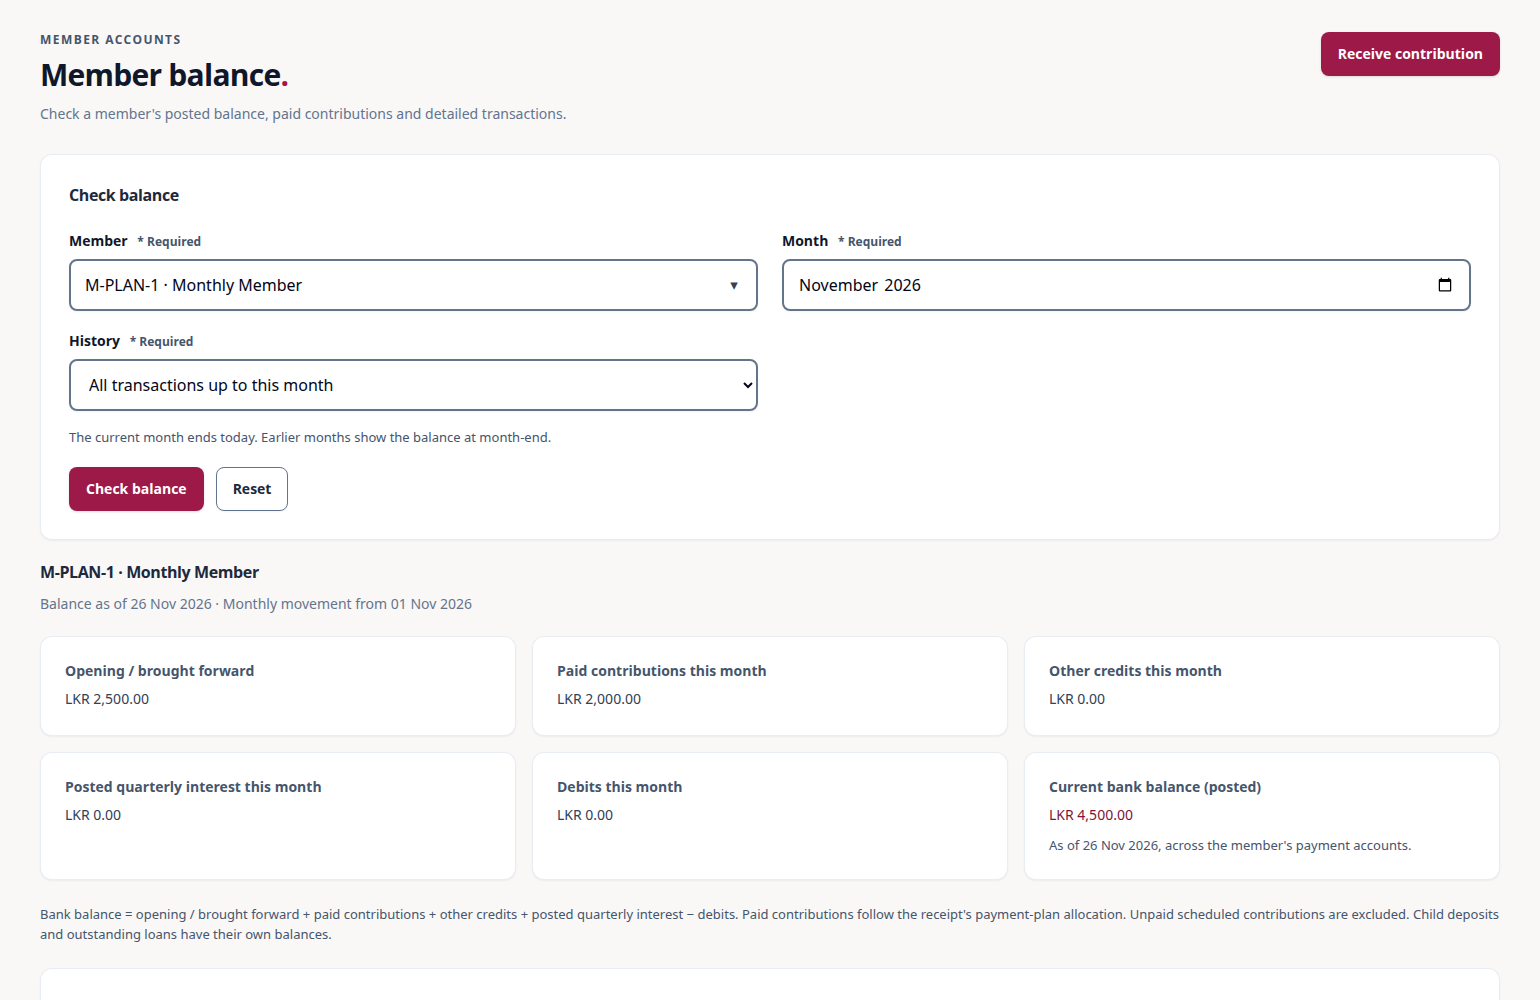 MEMBER ACCOUNTS
Member balance.
Receive contribution
Check a member's posted balance, paid contributions and detailed transactions.
Check balance
Member * Required
M-PLAN-1 · Monthly Member
Month * Required
November 2026
History * Required
All transactions up to this month
The current month ends today. Earlier months show the balance at month-end.
Check balance
Reset
M-PLAN-1 · Monthly Member
Balance as of 26 Nov 2026 · Monthly movement from 01 Nov 2026
Opening / brought forward
LKR 2,500.00
Paid contributions this month
LKR 2,000.00
Other credits this month
LKR 0.00
Posted quarterly interest this month
LKR 0.00
Debits this month
LKR 0.00
Current bank balance (posted)
LKR 4,500.00
As of 26 Nov 2026, across the member's payment accounts.
Bank balance = opening / brought forward + paid contributions + other credits + posted quarterly interest − debits. Paid contributions follow the receipt's payment-plan allocation. Unpaid scheduled contributions are excluded. Child deposits
and outstanding loans have their own balances.